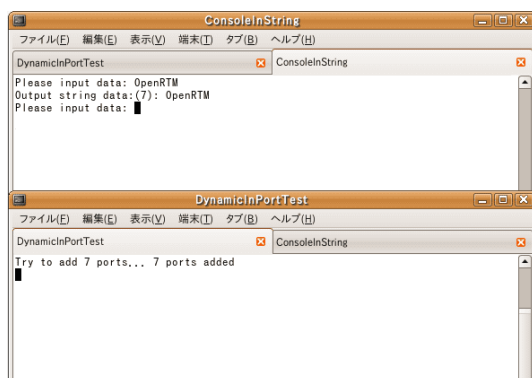 ConsoleInString
ファイル(F) 編集(E) 表示(V) 端末(T) タブ(B) ヘルプ(H)
DynamicInPortTest ConsoleInString
Please input data: OpenRTM
Output string data:(7): OpenRTM
Please input data:
DynamicInPortTest
ファイル(F) 編集(E) 表示(V) 端末(T) タブ(B) ヘルプ(H)
DynamicInPortTest ConsoleInString
Try to add 7 ports... 7 ports added